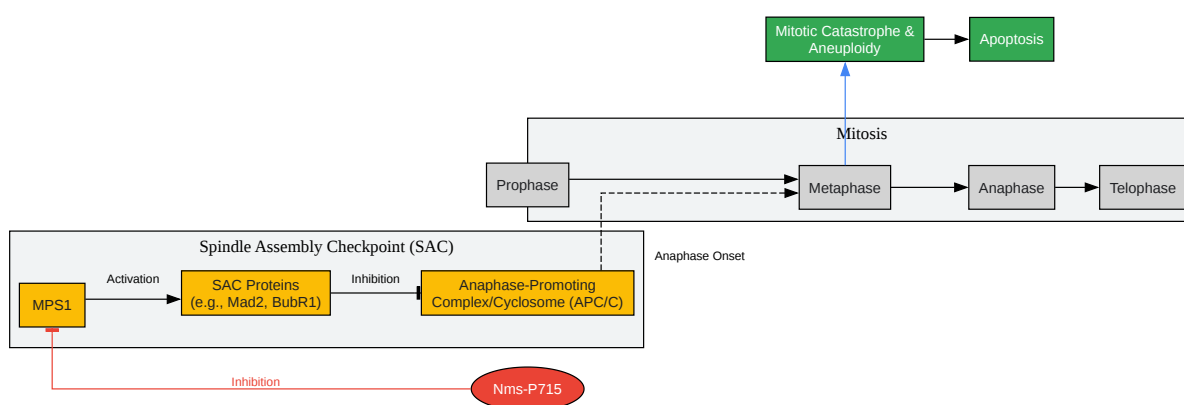 Mitotic Catastrophe &
Aneuploidy
Apoptosis
Mitosis
Prophase
Metaphase
Anaphase
Telophase
Spindle Assembly Checkpoint (SAC)
Anaphase Onset
MPS1
Activation
SAC Proteins
(e.g., Mad2, BubR1)
Inhibition
Anaphase-Promoting
Complex/Cyclosome (APC/C)
Inhibition
Nms-P715